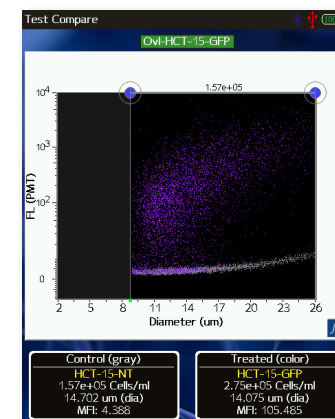 Test Compare
100
Ovl-HCT-15-GFP
1.57e+05
10⁴
10³
10²
0
FL (PMT)
2 5 8 11 14 17 20 23 26
Diameter (um)
Control (gray)
HCT-15-NT
1.57e+05 Cells/ml
14.702 um (dia)
MFI: 4.388
Treated (color)
HCT-15-GFP
2.75e+05 Cells/ml
14.075 um (dia)
MFI: 105.485